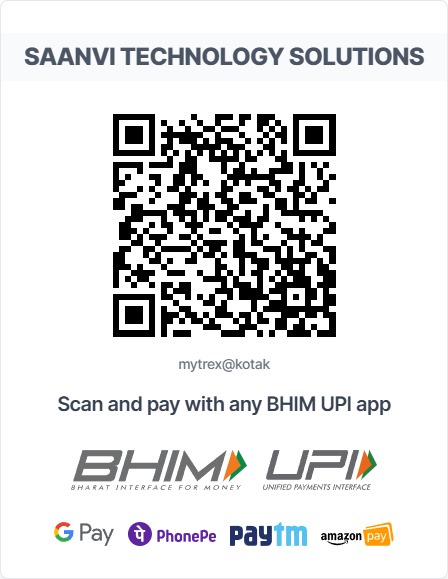 SAANVI TECHNOLOGY SOLUTIONS
mytrex@kotak
Scan and pay with any BHIM UPI app
BHIM UPI
BHARAT INTERFACE FOR MONEY UNIFIED PAYMENTS INTERFACE
G Pay पे PhonePe paytm amazon pay